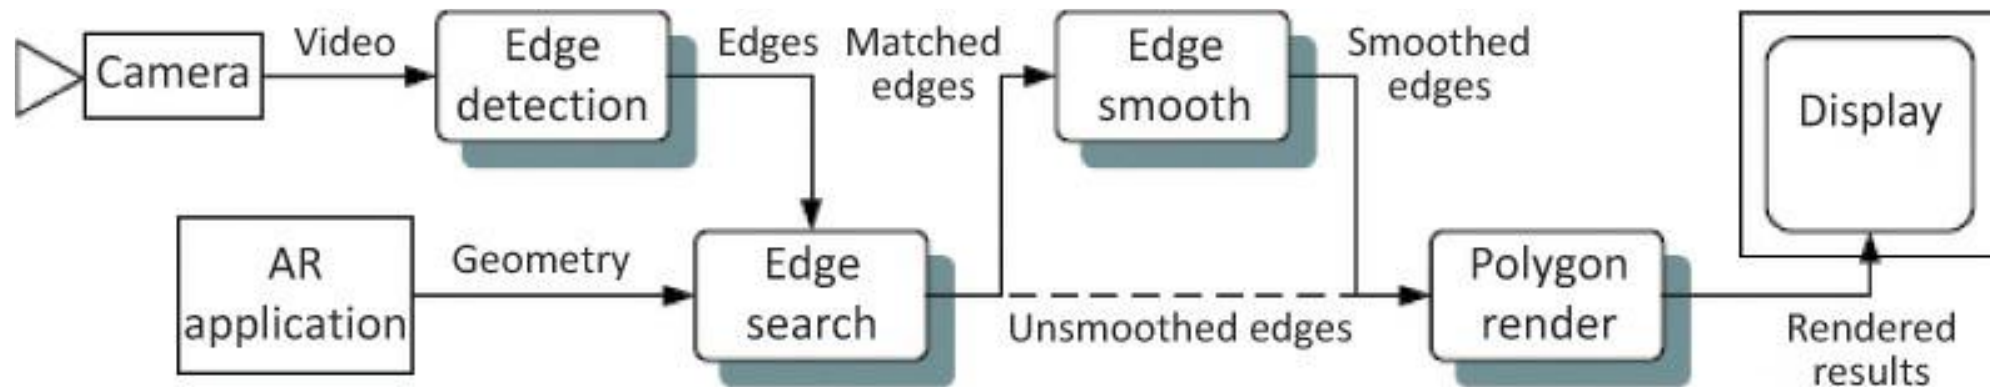 Camera
Video
Edge
detection
Edges
Matched
edges
Edge
smooth
Smoothed
edges
Display
AR
application
Geometry
Edge
search
Unsmoothed edges
Polygon
render
Rendered
results